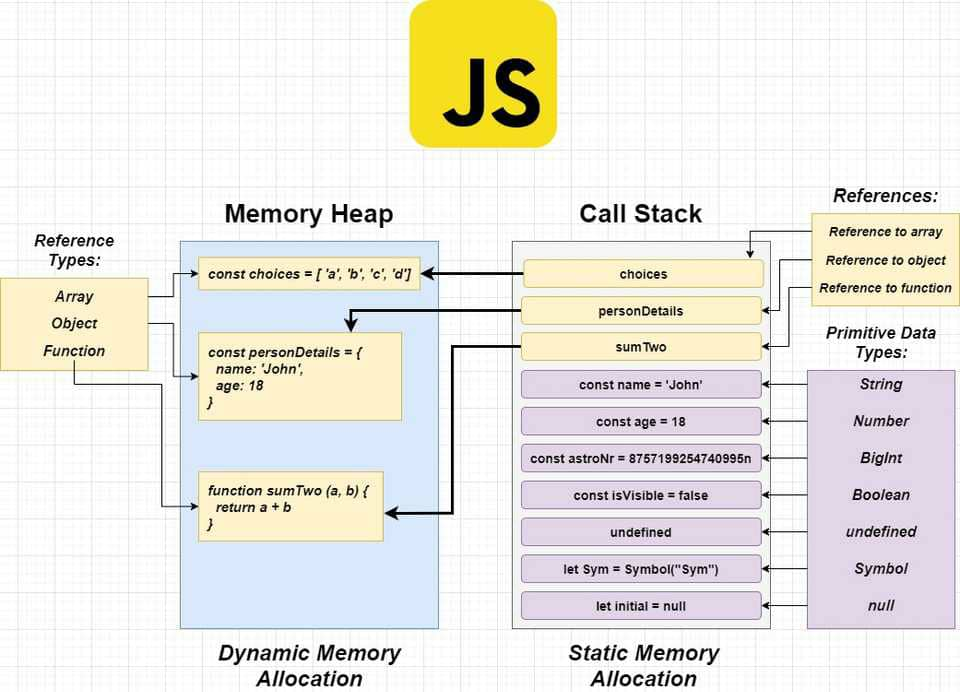 JS
Memory Heap
Call Stack
References:
Reference to array
Reference to object
Reference to function
Reference
Types:
Array
Object
Function
const choices = [ 'a', 'b', 'c', 'd']
const personDetails = {
name: 'John',
age: 18
}
function sumTwo (a, b) {
return a + b
}
choices
personDetails
sumTwo
const name = 'John'
const age = 18
const astroNr = 8757199254740995n
const isVisible = false
undefined
let Sym = Symbol("Sym")
let initial = null
Primitive Data
Types:
String
Number
BigInt
Boolean
undefined
Symbol
null
Dynamic Memory
Allocation
Static Memory
Allocation